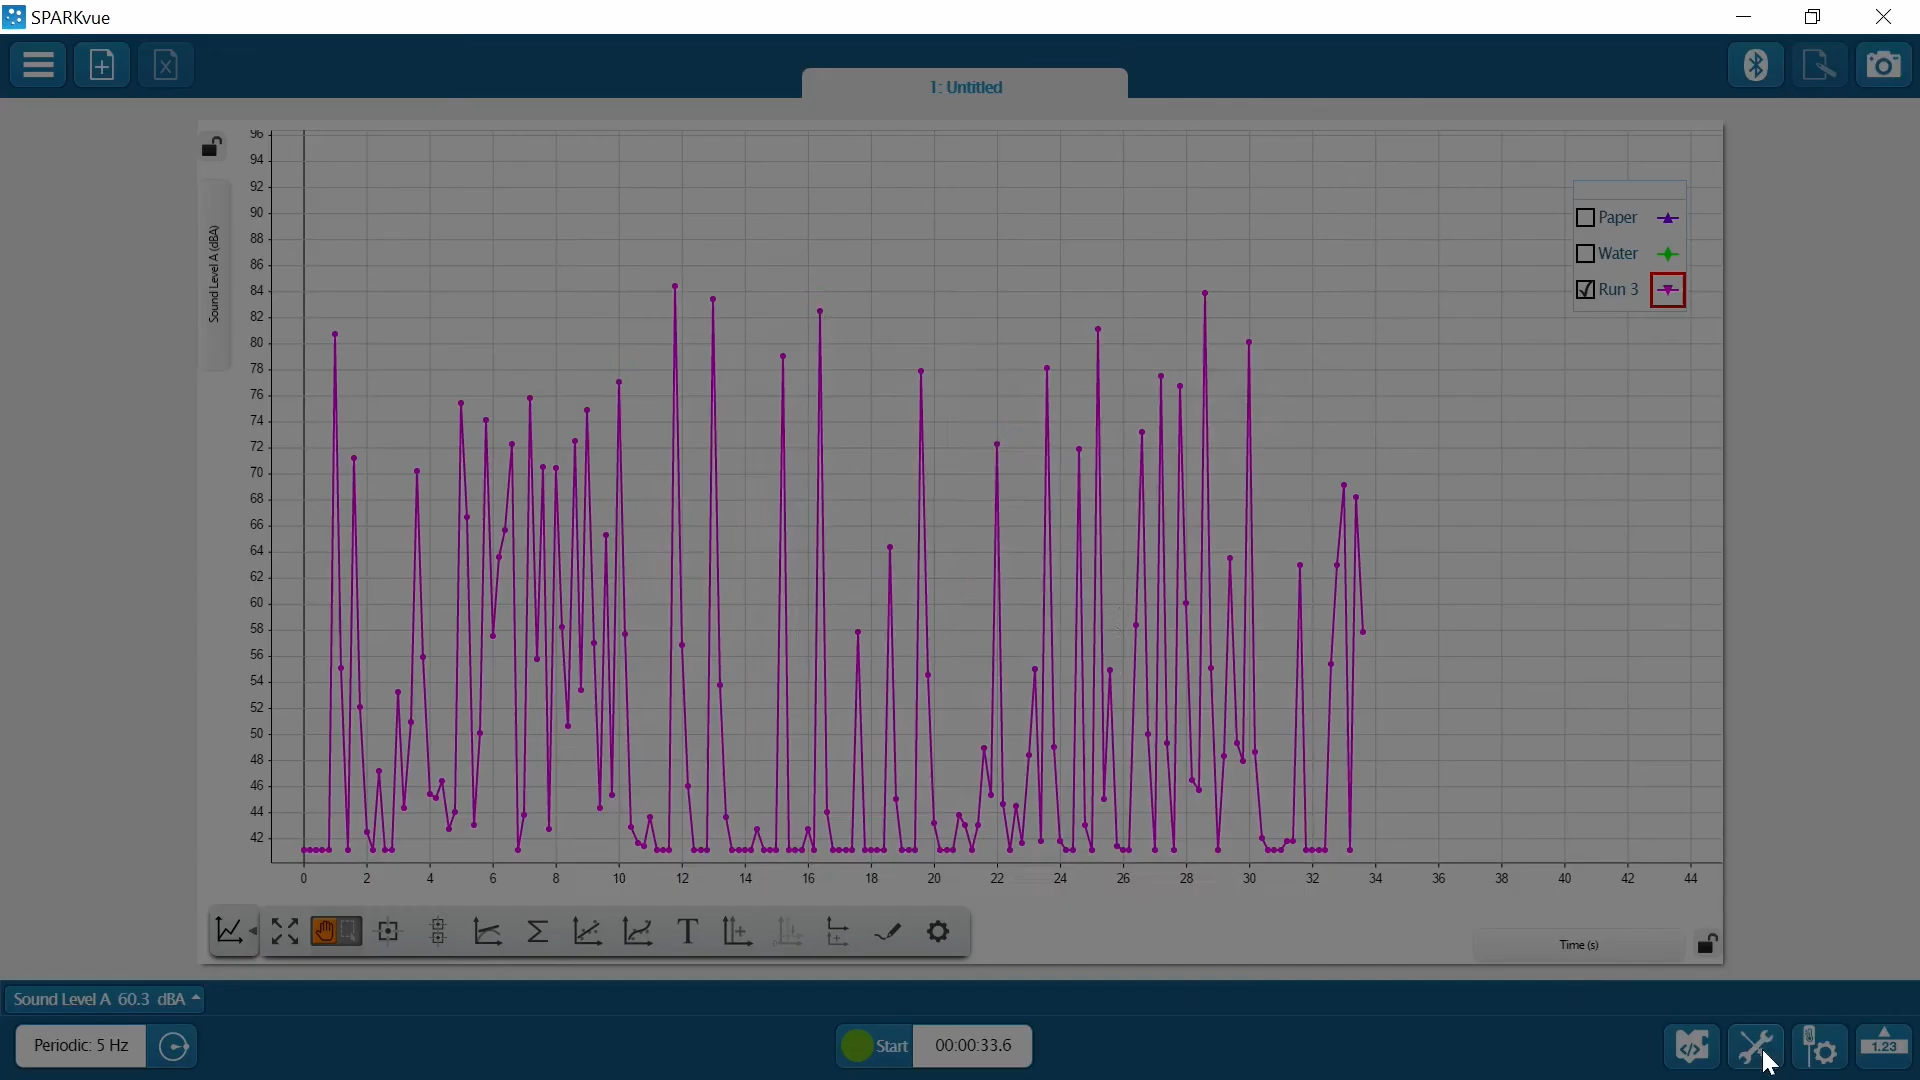 SPARKvue
1: Untitled
Sound Level A (dBA)
96
94
92
90
88
86
84
82
80
78
76
74
72
70
68
66
64
62
60
58
56
54
52
50
48
46
44
42
Paper
Water
Run 3
0 2 4 6 8 10 12 14 16 18 20 22 24 26 28 30 32 34 36 38 40 42 44
T
Σ
Time (s)
Sound Level A 60.3 dBA
Periodic: 5 Hz
Start 00:00:33.6
1.23